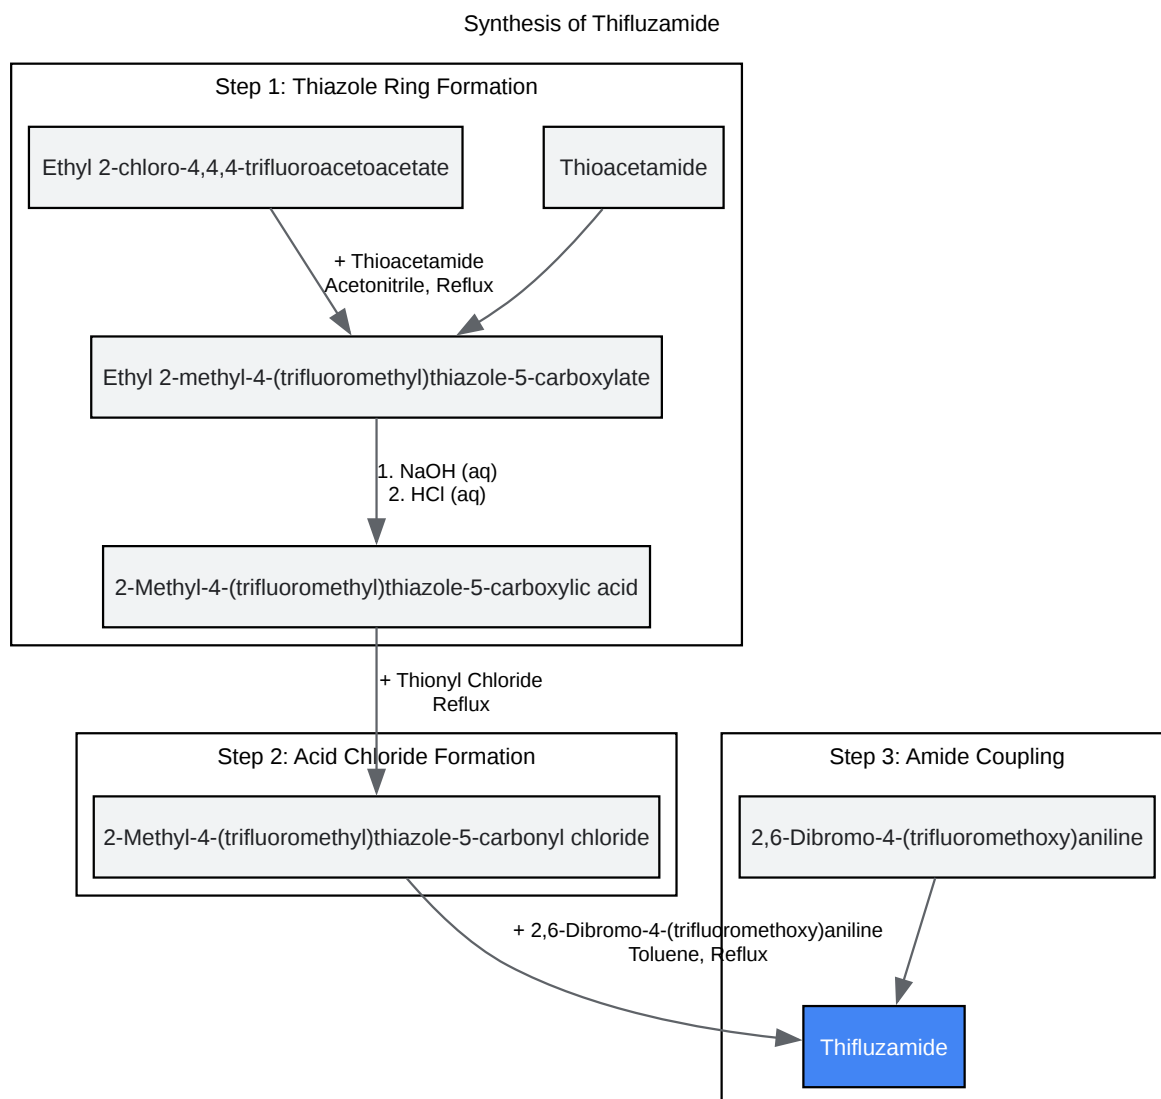 Synthesis of Thifluzamide
Step 1: Thiazole Ring Formation
Ethyl 2-chloro-4,4,4-trifluoroacetoacetate
Thioacetamide
+ Thioacetamide
Acetonitrile, Reflux
Ethyl 2-methyl-4-(trifluoromethyl)thiazole-5-carboxylate
1. NaOH (aq)
2. HCl (aq)
2-Methyl-4-(trifluoromethyl)thiazole-5-carboxylic acid
+ Thionyl Chloride
Reflux
Step 2: Acid Chloride Formation
2-Methyl-4-(trifluoromethyl)thiazole-5-carbonyl chloride
Step 3: Amide Coupling
2,6-Dibromo-4-(trifluoromethoxy)aniline
+ 2,6-Dibromo-4-(trifluoromethoxy)aniline
Toluene, Reflux
Thifluzamide